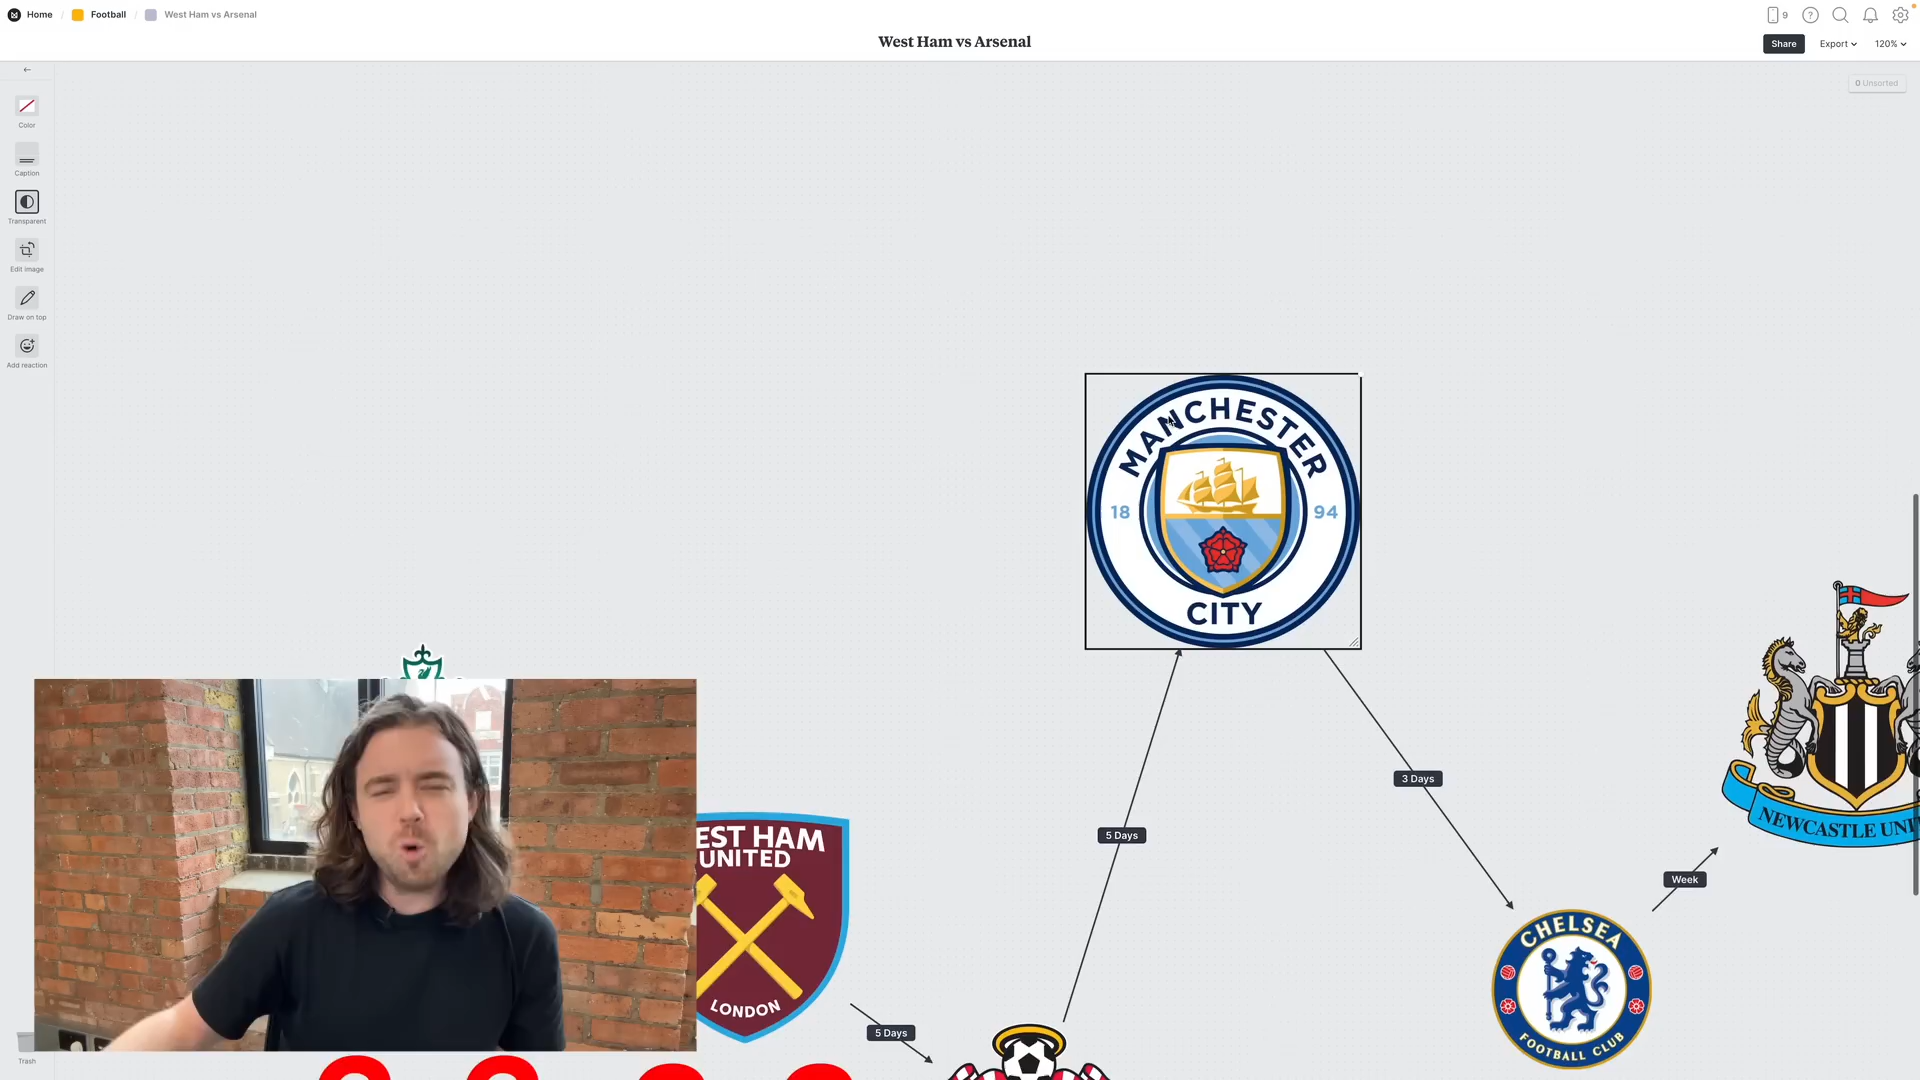 Home / Football / West Ham vs Arsenal
9
West Ham vs Arsenal
Share
Export
120%
0 Unsorted
Color
Caption
Transparent
Edit image
Draw on top
Add reaction
MANCHESTER
18 94
CITY
3 Days
5 Days
NEWCASTLE UNI
EST HAM
UNITED
LONDON
Week
CHELSEA
FOOTBALL CLUB
5 Days
Trash